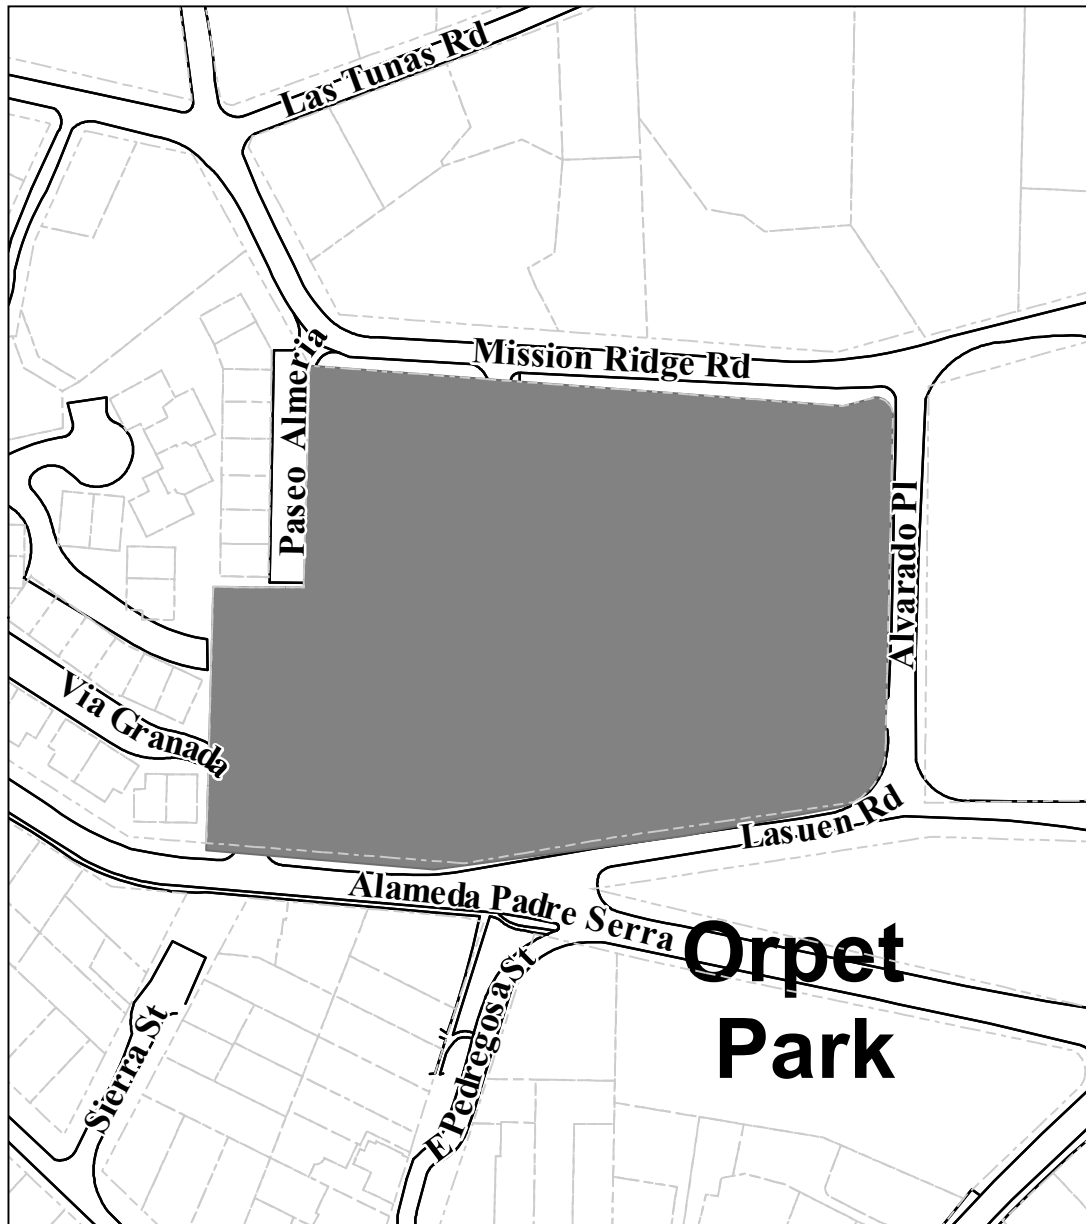 Las Tunas Rd
Mission Ridge Rd
Paseo Almeria
Alvarado Pl
Via Granada
Lasuen Rd
Alameda Padre Serra
Orpet
Park
E Pedregosa St
Sierra St